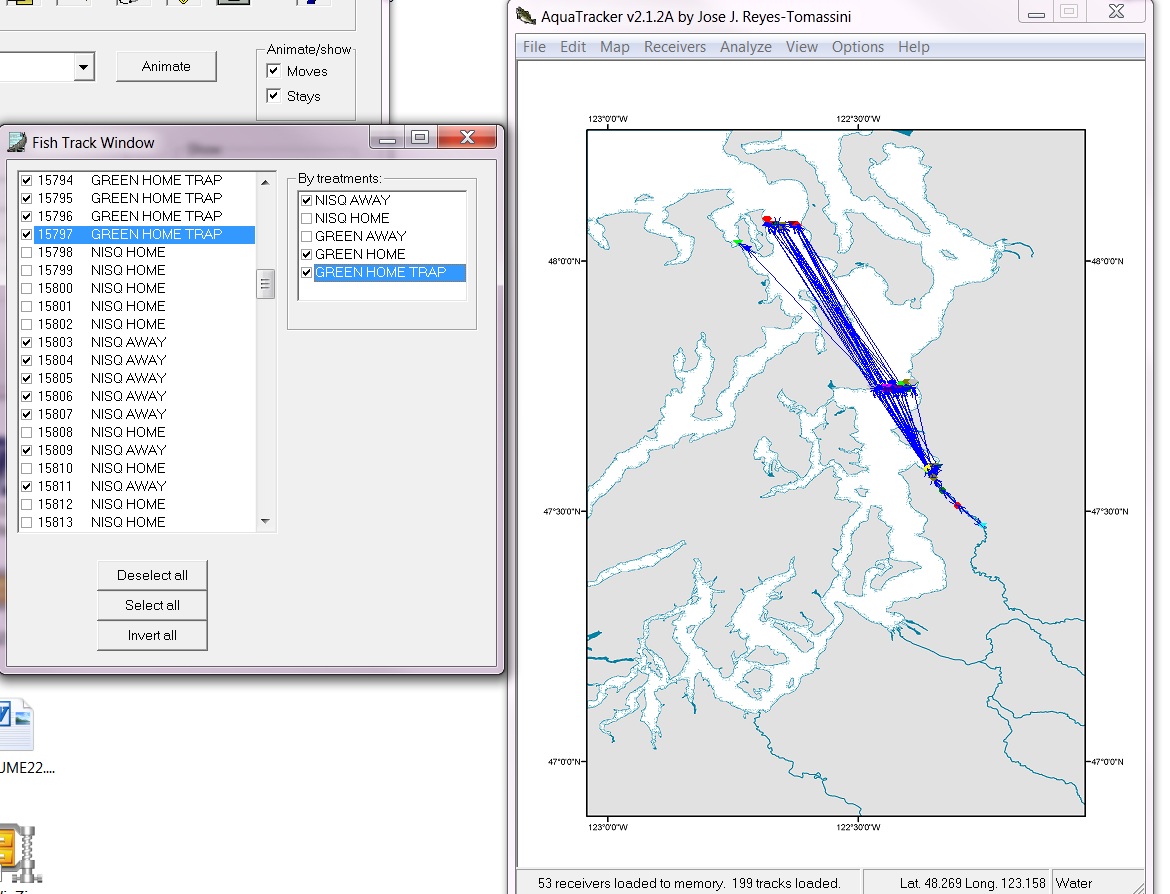 Animate
Animate/show
Moves
Stays
Fish Track Window
15794 GREEN HOME TRAP
15795 GREEN HOME TRAP
15796 GREEN HOME TRAP
15797 GREEN HOME TRAP
15798 NISQ HOME
15799 NISQ HOME
15800 NISQ HOME
15801 NISQ HOME
15802 NISQ HOME
15803 NISQ AWAY
15804 NISQ AWAY
15805 NISQ AWAY
15806 NISQ AWAY
15807 NISQ AWAY
15808 NISQ HOME
15809 NISQ AWAY
15810 NISQ HOME
15811 NISQ AWAY
15812 NISQ HOME
15813 NISQ HOME
By treatments:
NISQ AWAY
NISQ HOME
GREEN AWAY
GREEN HOME
GREEN HOME TRAP
Deselect all
Select all
Invert all
UME22....
AquaTracker v2.1.2A by Jose J. Reyes-Tomassini
File Edit Map Receivers Analyze View Options Help
123°0'0"W 122°30'0"W
48°0'0"N 48°0'0"N
47°30'0"N 47°30'0"N
47°0'0"N 47°0'0"N
123°0'0"W 122°30'0"W
53 receivers loaded to memory. 199 tracks loaded. Lat. 48.269 Long. 123.158 Water